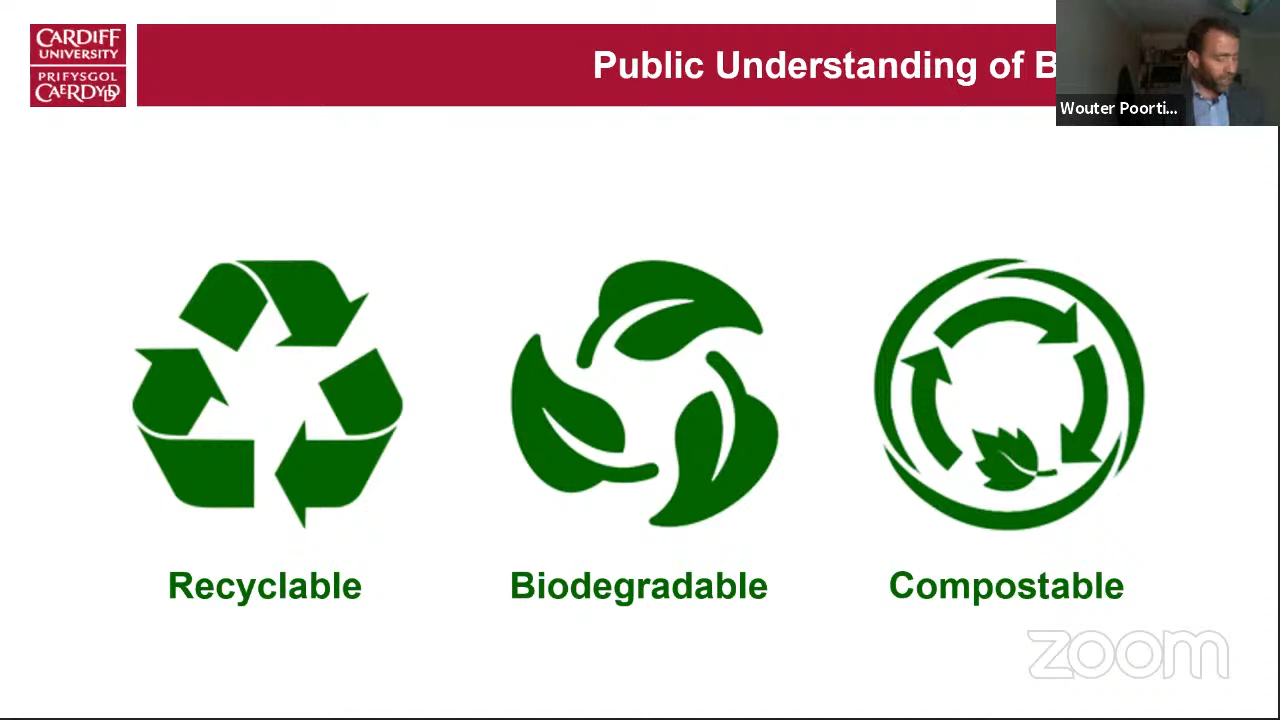 CARDIFF
UNIVERSITY
PRIFYSGOL
CAERDYDD
Public Understanding of B
Wouter Poorti...
Recyclable
Biodegradable
Compostable
zoom